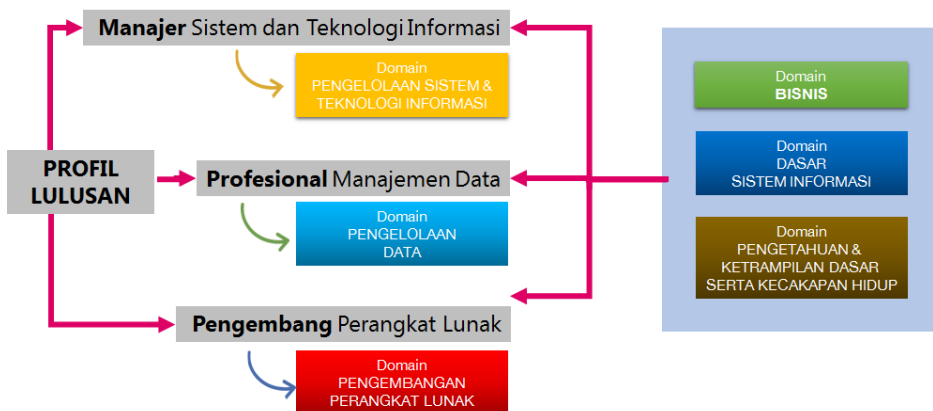 Manajer Sistem dan Teknologi Informasi
Domain
PENGELOLAAN SISTEM &
TEKNOLOGI INFORMASI
PROFIL
LULUSAN
Profesional Manajemen Data
Domain
PENGELOLAAN
DATA
Pengembang Perangkat Lunak
Domain
PENGEMBANGAN
PERANGKAT LUNAK
Domain
BISNIS
Domain
DASAR
SISTEM INFORMASI
Domain
PENGETAHUAN &
KETRAMPILAN DASAR
SERTA KECAKAPAN HIDUP